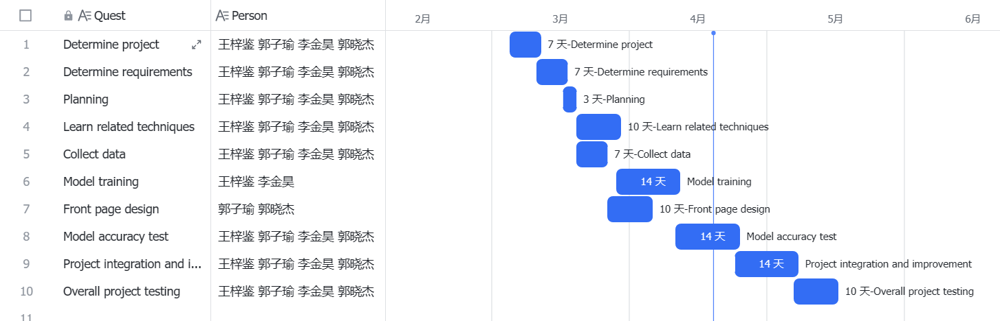 Quest Person 2月 3月 4月 5月 6月
1 Determine project 王梓鉴 郭子瑜 李金昊 郭晓杰 7 天-Determine project
2 Determine requirements 王梓鉴 郭子瑜 李金昊 郭晓杰 7 天-Determine requirements
3 Planning 王梓鉴 郭子瑜 李金昊 郭晓杰 3 天-Planning
4 Learn related techniques 王梓鉴 郭子瑜 李金昊 郭晓杰 10 天-Learn related techniques
5 Collect data 王梓鉴 郭子瑜 李金昊 郭晓杰 7 天-Collect data
6 Model training 王梓鉴 李金昊 14 天 Model training
7 Front page design 郭子瑜 郭晓杰 10 天-Front page design
8 Model accuracy test 王梓鉴 郭子瑜 李金昊 郭晓杰 14 天 Model accuracy test
9 Project integration and i... 王梓鉴 郭子瑜 李金昊 郭晓杰 14 天 Project integration and improvement
10 Overall project testing 王梓鉴 郭子瑜 李金昊 郭晓杰 10 天-Overall project testing
11